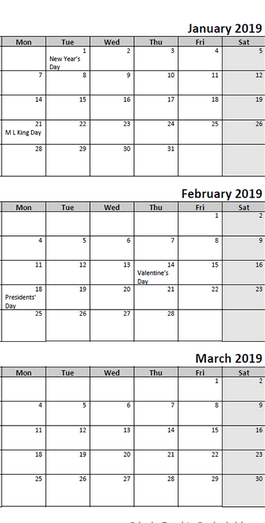 January 2019
Mon Tue Wed Thu Fri Sat
1 2 3 4 5
New Year's
Day
7 8 9 10 11 12
14 15 16 17 18 19
21 22 23 24 25 26
M L King Day
28 29 30 31
February 2019
Mon Tue Wed Thu Fri Sat
1 2
4 5 6 7 8 9
11 12 13 14 15 16
Valentine's
Day
18 19 20 21 22 23
Presidents'
Day
25 26 27 28
March 2019
Mon Tue Wed Thu Fri Sat
1 2
4 5 6 7 8 9
11 12 13 14 15 16
18 19 20 21 22 23
25 26 27 28 29 30